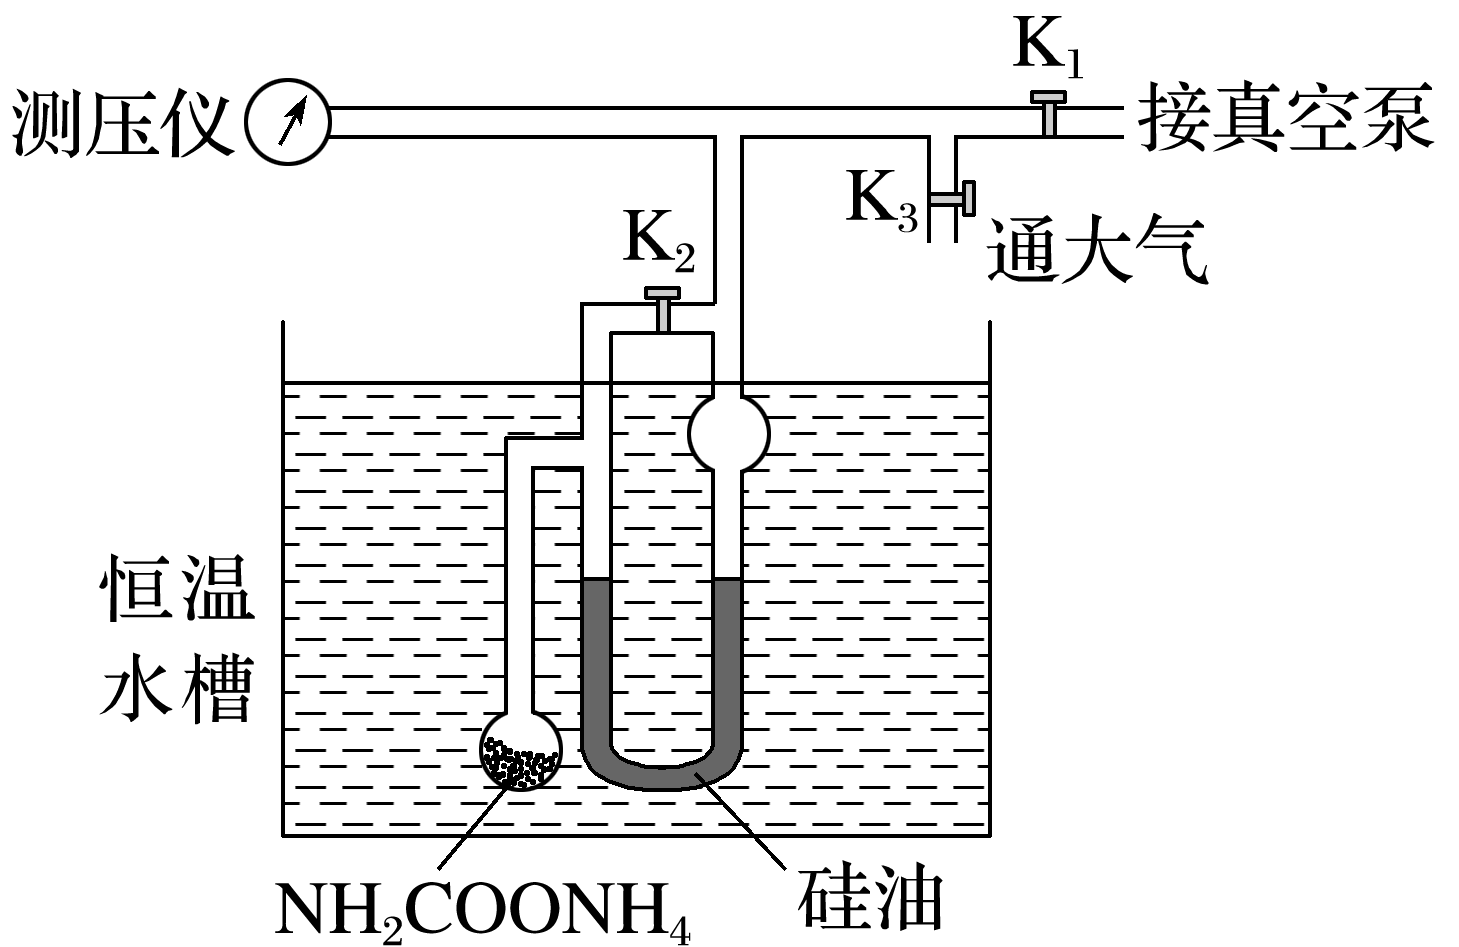 K₁
测压仪
接真空泵
K₃
K₂
通大气
恒温
水槽
NH₂COONH₄
硅油